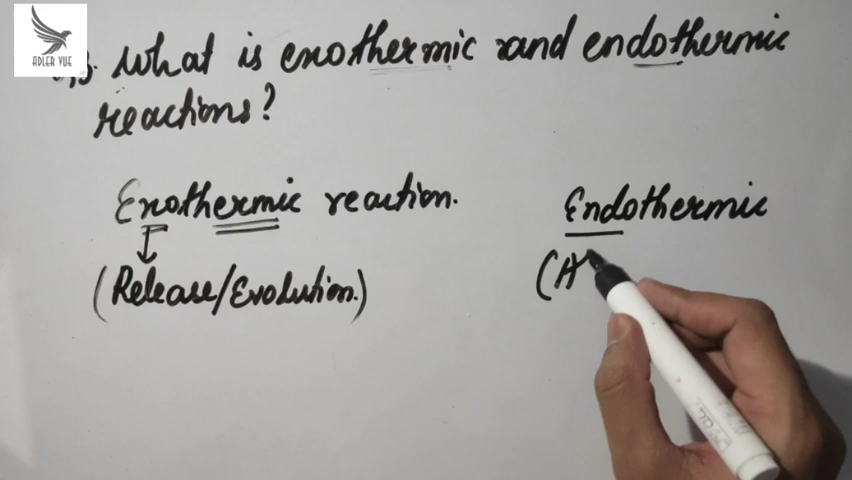 ADLER VUE
What is exothermic and endothermic
reactions?
Exothermic reaction.
Endothermic
(Release/Evolution.)
(A